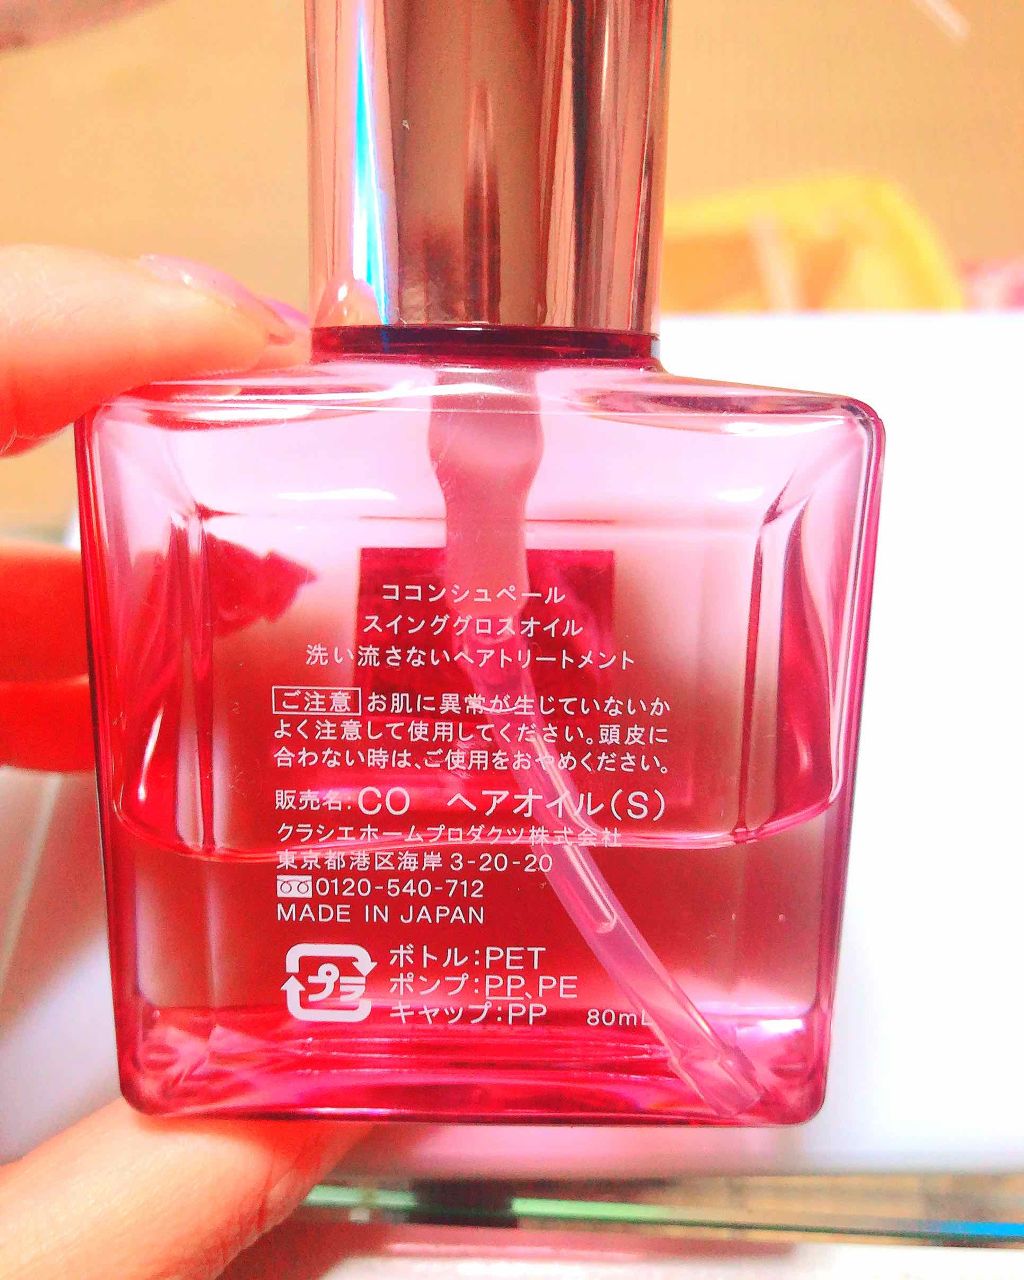 ココンシュペール
スインググロスオイル
洗い流さないヘアトリートメント
ご注意 お肌に異常が生じていないか
よく注意して使用してください。頭皮に
合わない時は、ご使用をおやめください。
販売名:CO ヘアオイル(S)
クラシエホームプロダクツ株式会社
東京都港区海岸3-20-20
0120-540-712
MADE IN JAPAN
プラ
ボトル:PET
ポンプ:PP、PE
キャップ:PP 80mL